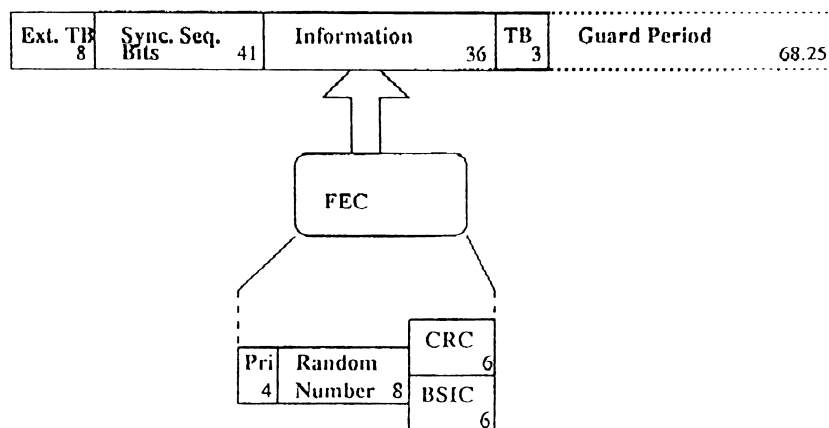 Ext. TB Sync. Seq. Information TB Guard Period
8 Bits 41 36 3 68.25
FEC
CRC
6
Pri Random
4 Number 8 BSIC
6